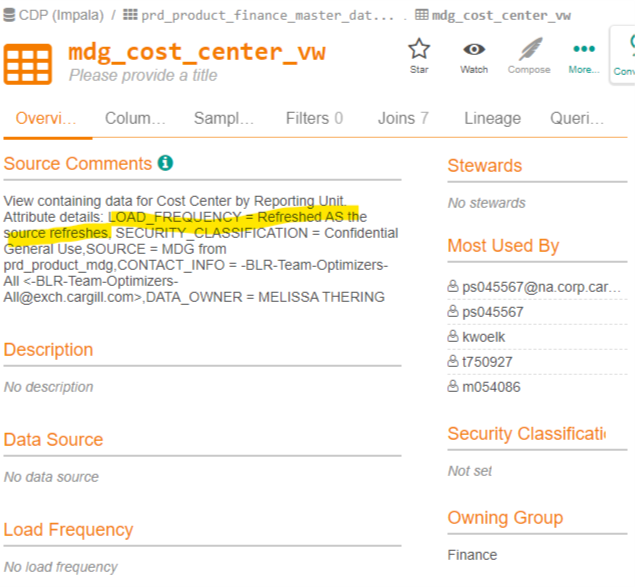 CDP (Impala) / prd_product_finance_master_dat... . mdg_cost_center_vw
mdg_cost_center_vw
Please provide a title
Star
Watch
Compose
More...
Overvi...
Colum...
Sampl...
Filters 0
Joins 7
Lineage
Queri...
Source Comments
View containing data for Cost Center by Reporting Unit.
Attribute details: LOAD_FREQUENCY = Refreshed AS the
source refreshes, SECURITY_CLASSIFICATION = Confidential
General Use,SOURCE = MDG from
prd_product_mdg,CONTACT_INFO = -BLR-Team-Optimizers-
All <-BLR-Team-Optimizers-
All@exch.cargill.com>,DATA_OWNER = MELISSA THERING
Description
No description
Data Source
No data source
Load Frequency
No load frequency
Stewards
No stewards
Most Used By
ps045567@na.corp.car...
ps045567
kwoelk
t750927
m054086
Security Classificati
Not set
Owning Group
Finance